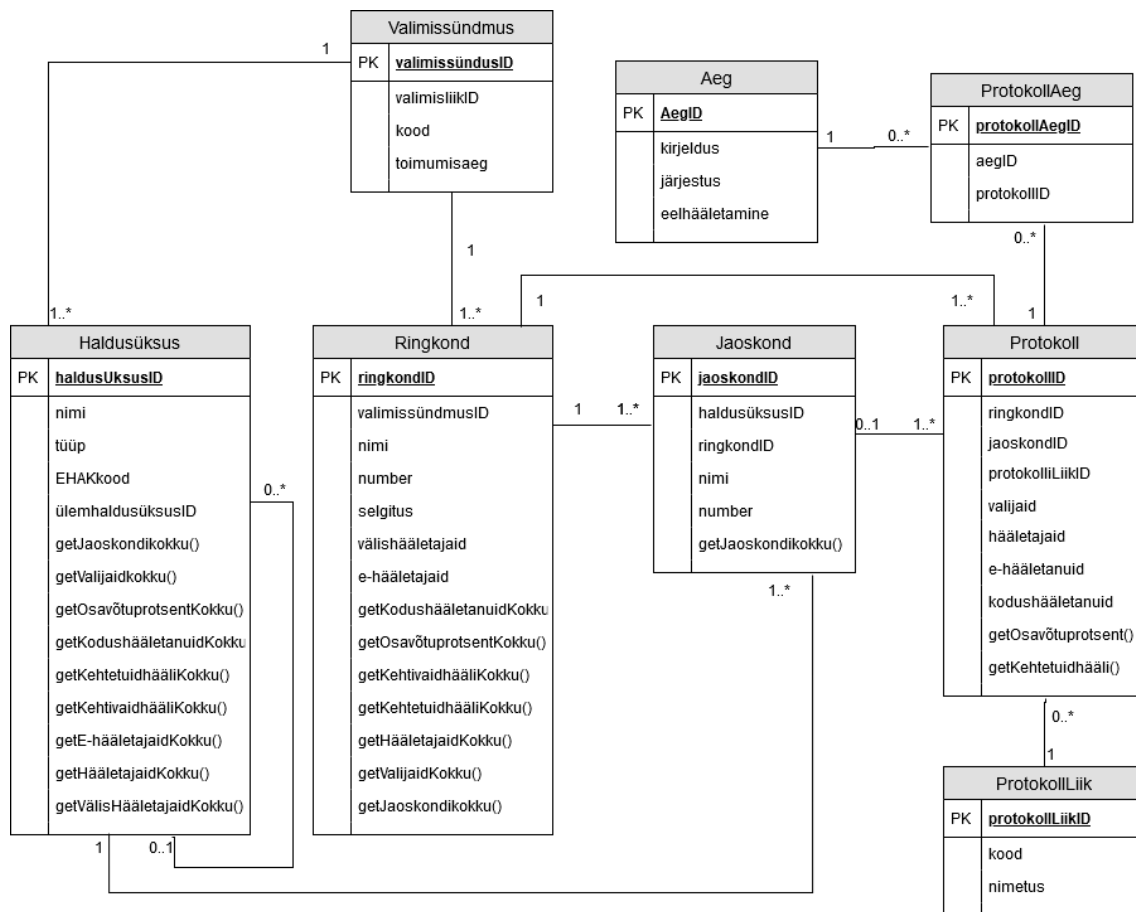 Valimissündmus
PK valimissündusID
valimisliikID
kood
toimumisaeg
1
1
1..*
1..*
Aeg
PK AegID
kirjeldus
järjestus
eelhääletamine
1
0..*
ProtokollAeg
PK protokollAegID
aegID
protokollID
0..*
1
1
1..*
Haldusüksus
PK haldusUksusID
nimi
tüüp
EHAKkood
ülemhaldusüksusID
getJaoskondikokku()
getValijaidkokku()
getOsavõtuprotsentKokku()
getKodushääletanuidKokku
getKehtetuidhääliKokku()
getKehtivaidhääliKokku()
getE-hääletajaidKokku()
getHääletajaidKokku()
getVälisHääletajaidKokku()
0..*
1
0..1
Ringkond
PK ringkondID
valimissündmusID
nimi
number
selgitus
välishääletajaid
e-hääletajaid
getKodushääletanuidKokku
getOsavõtuprotsentKokku()
getKehtivaidhääliKokku()
getKehtetuidhääliKokku()
getHääletajaidKokku()
getValijaidKokku()
getJaoskondikokku()
1
1..*
Jaoskond
PK jaoskondID
haldusüksusID
ringkondID
nimi
number
getJaoskondikokku()
1..*
0..1
1..*
Protokoll
PK protokollID
ringkondID
jaoskondID
protokolliLiikID
valijaid
hääletajaid
e-hääletanuid
kodushääletanuid
getOsavõtuprotsent()
getKehtetuidhääli()
0..*
1
ProtokollLiik
PK protokollLiikID
kood
nimetus